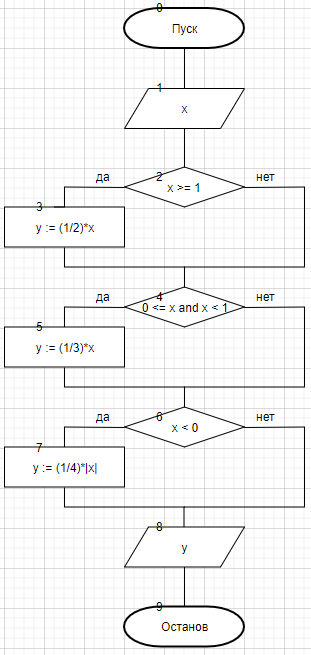 0
Пуск
1
x
2
да
нет
x >= 1
3
y := (1/2)*x
4
да
нет
0 <= x and x < 1
5
y := (1/3)*x
6
да
нет
x < 0
7
y := (1/4)*|x|
8
y
9
Останов